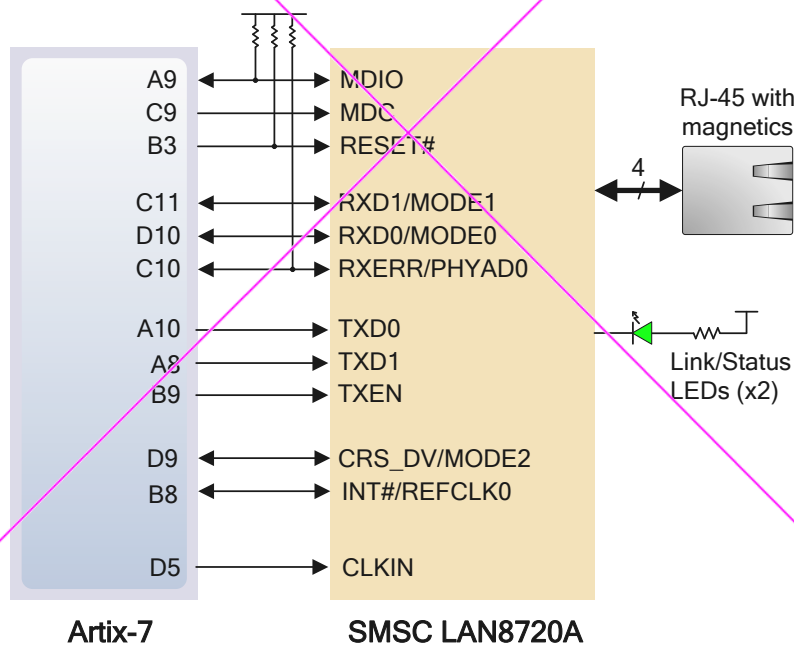 A9 MDIO
C9 MDC
B3 RESET#
RJ-45 with
magnetics
4
C11 RXD1/MODE1
D10 RXD0/MODE0
C10 RXERR/PHYAD0
A10 TXD0
A8 TXD1
B9 TXEN
Link/Status
LEDs (x2)
D9 CRS_DV/MODE2
B8 INT#/REFCLK0
D5 CLKIN
Artix-7 SMSC LAN8720A